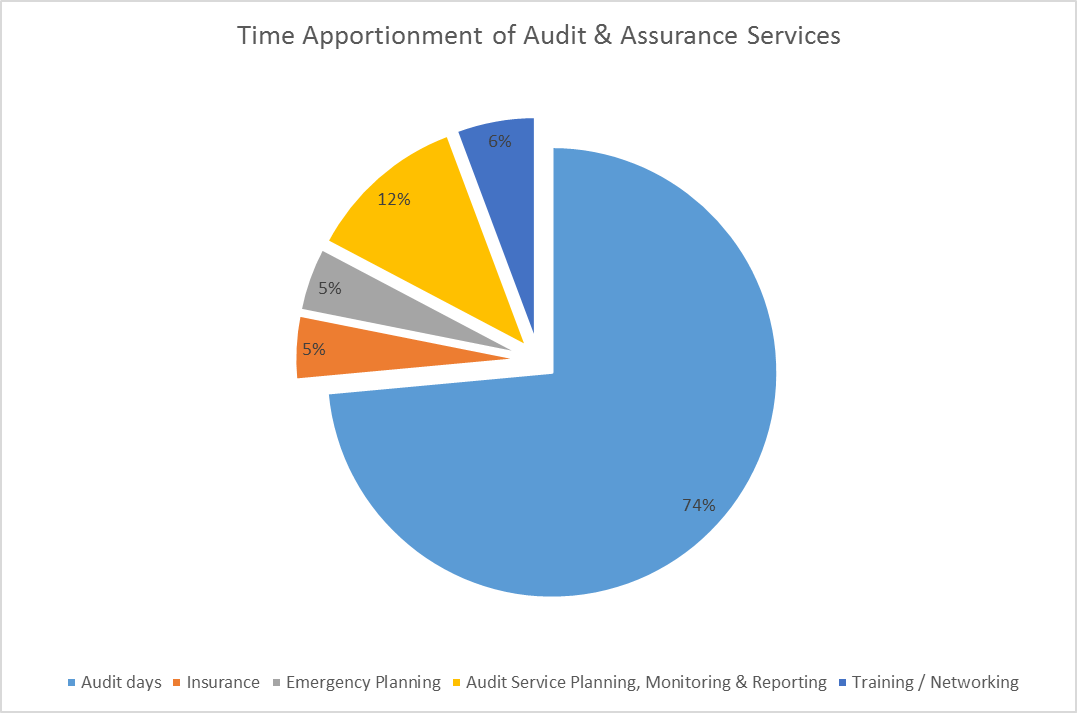 Time Apportionment of Audit & Assurance Services
6%
12%
5%
5%
74%
Audit days Insurance Emergency Planning Audit Service Planning, Monitoring & Reporting Training / Networking